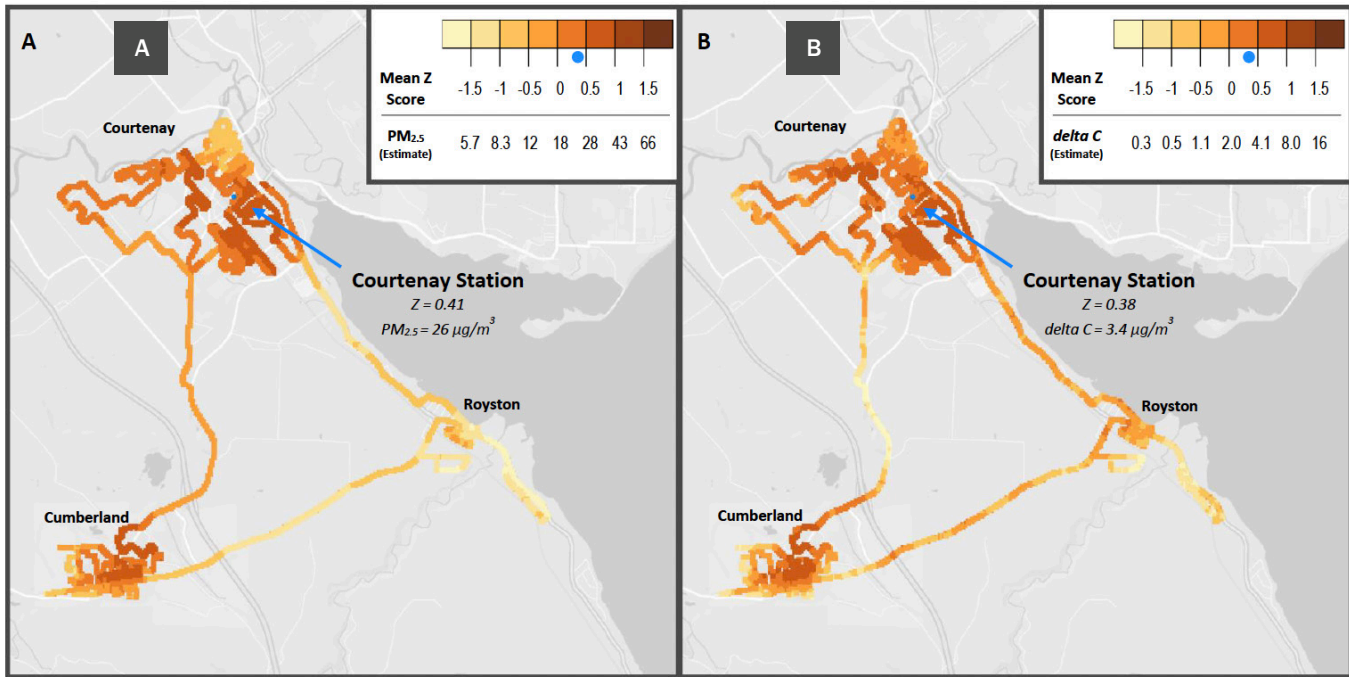 A
A
Mean Z
Score
-1.5 -1 -0.5 0 0.5 1 1.5
PM2.5
(Estimate)
5.7 8.3 12 18 28 43 66
Courtenay
Courtenay Station
Z = 0.41
PM2.5 = 26 µg/m3
Royston
Cumberland
B
B
Mean Z
Score
-1.5 -1 -0.5 0 0.5 1 1.5
delta C
(Estimate)
0.3 0.5 1.1 2.0 4.1 8.0 16
Courtenay
Courtenay Station
Z = 0.38
delta C = 3.4 µg/m3
Royston
Cumberland